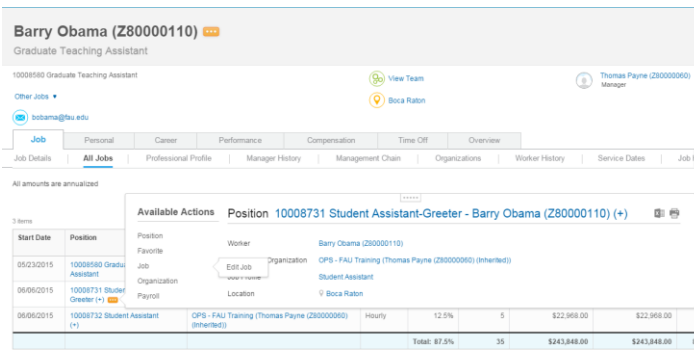 Barry Obama (Z80000110)
Graduate Teaching Assistant
10008580 Graduate Teaching Assistant
Other Jobs
bobama@fau.edu
View Team
Boca Raton
Thomas Payne (Z80000060)
Manager
Job Personal Career Performance Compensation Time Off Overview
Job Details All Jobs Professional Profile Manager History Management Chain Organizations Worker History Service Dates Job
All amounts are annualized
3 items
Available Actions
Position
Favorite
Job
Organization
Payroll
Edit Job
Position 10008731 Student Assistant-Greeter - Barry Obama (Z80000110) (+)
Worker Barry Obama (Z80000110)
Organization OPS - FAU Training (Thomas Payne (Z80000060) (Inherited))
Job Profile Student Assistant
Location Boca Raton
Start Date Position
05/23/2015 10008580 Gradu
Assistant
06/06/2015 10008731 Studen
Greeter (+)
06/06/2015 10008732 Student Assistant
(+)
OPS - FAU Training (Thomas Payne (Z80000060)
(Inherited))
Hourly 12.5% 5 $22,968.00 $22,968.00
Total: 87.5% 35 $243,848.00 $243,848.00